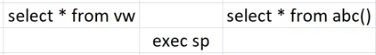 select * from vw
select * from abc()
exec sp